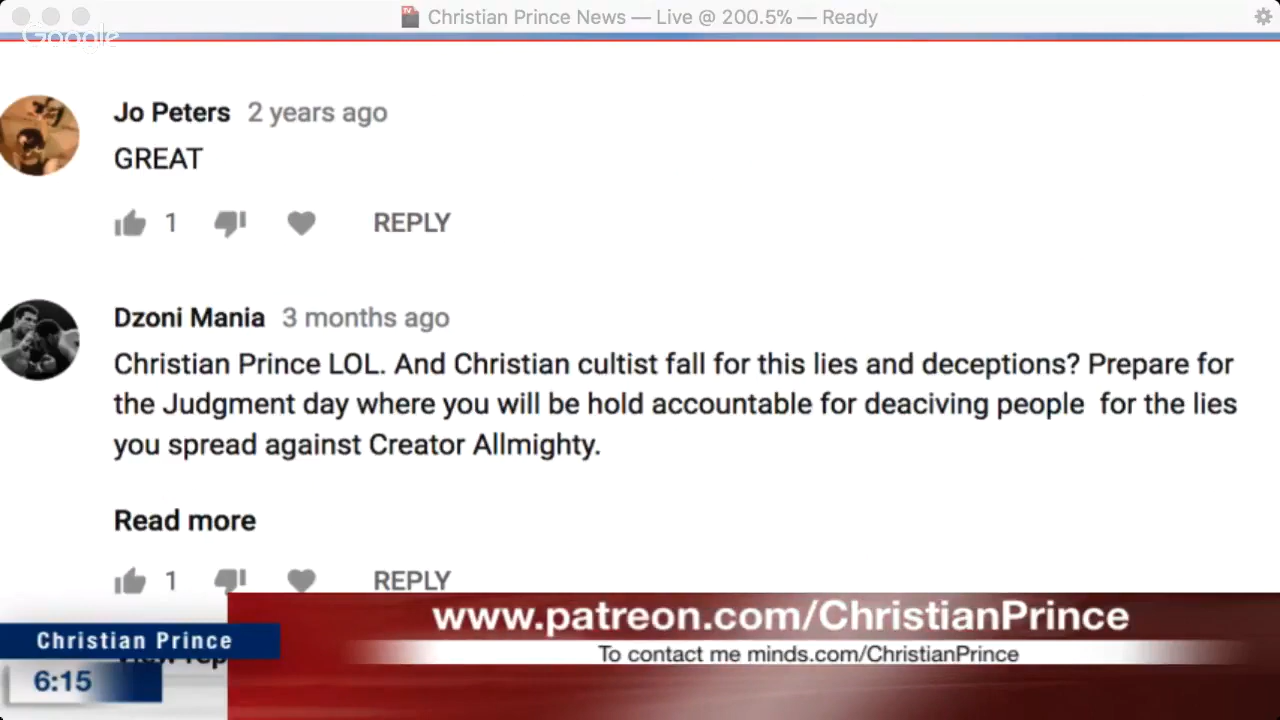 Christian Prince News — Live @ 200.5% — Ready
Google
Jo Peters 2 years ago
GREAT
1 REPLY
Dzoni Mania 3 months ago
Christian Prince LOL. And Christian cultist fall for this lies and deceptions? Prepare for
the Judgment day where you will be hold accountable for deaciving people for the lies
you spread against Creator Allmighty.
Read more
1 REPLY
www.patreon.com/ChristianPrince
Christian Prince
To contact me minds.com/ChristianPrince
6:15